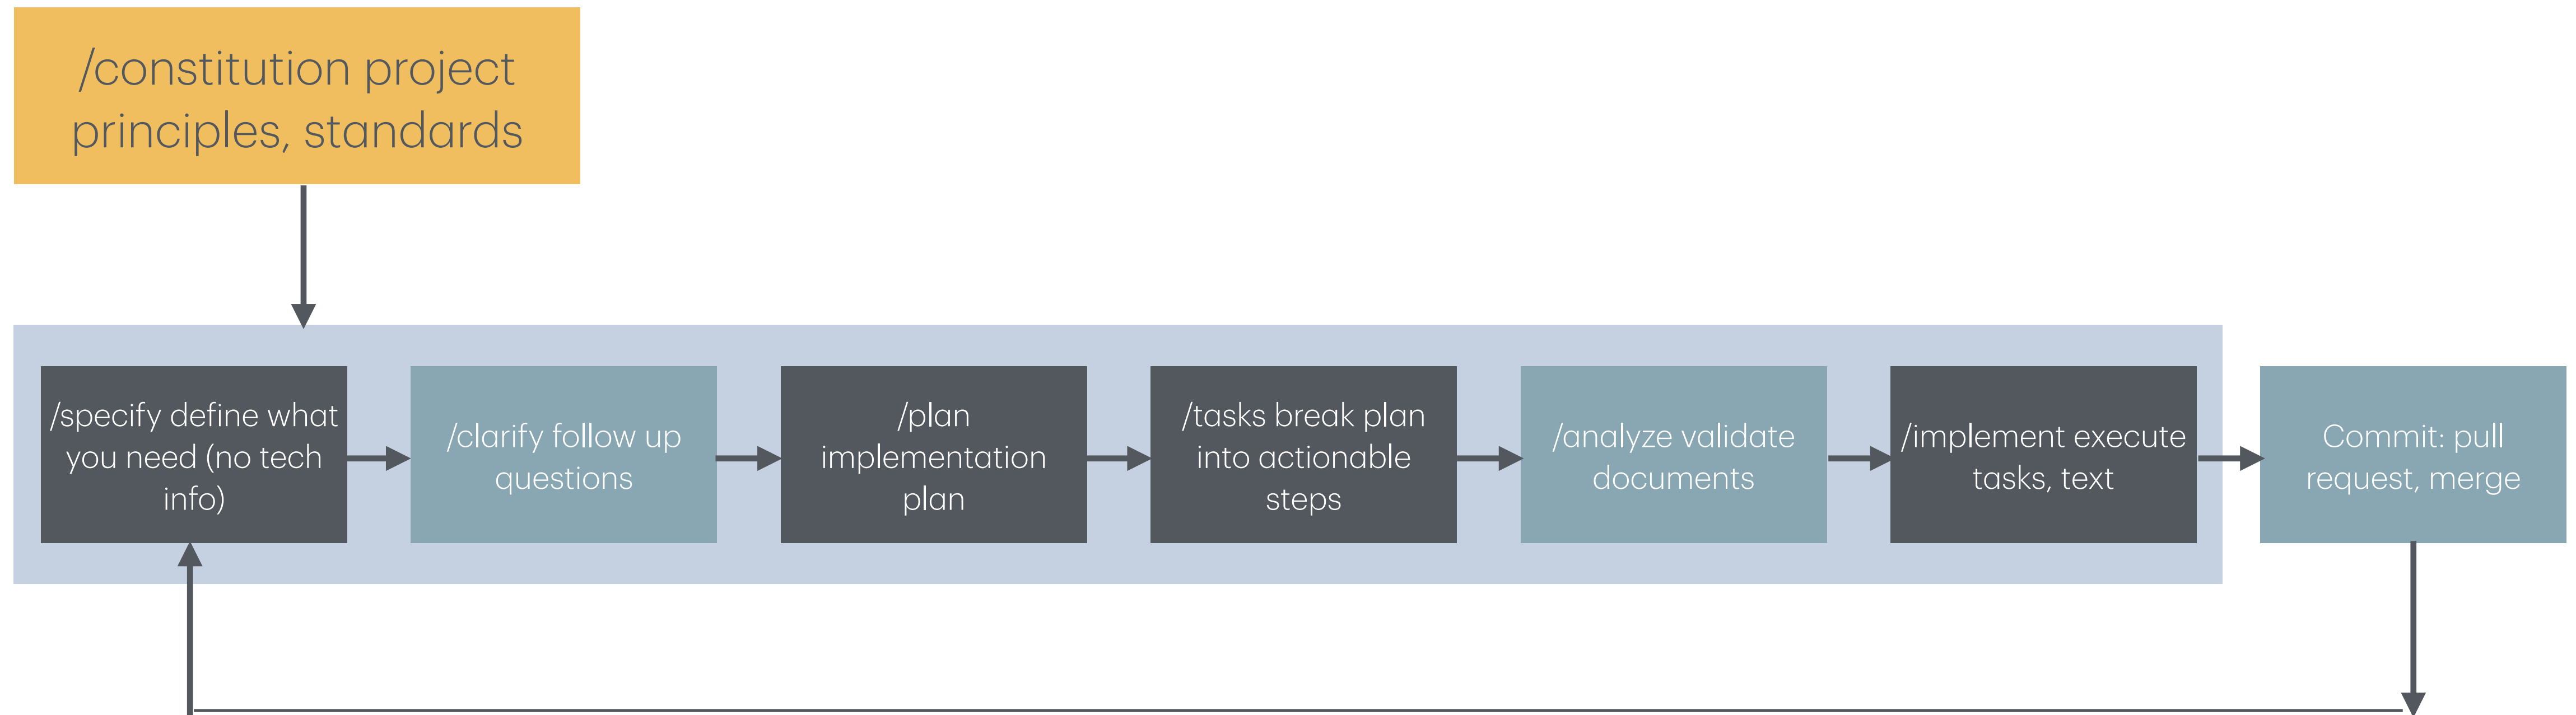 /constitution project
principles, standards
/specify define what
you need (no tech
info)
/clarify follow up
questions
/plan
implementation
plan
/tasks break plan
into actionable
steps
/analyze validate
documents
/implement execute
tasks, text
Commit: pull
request, merge